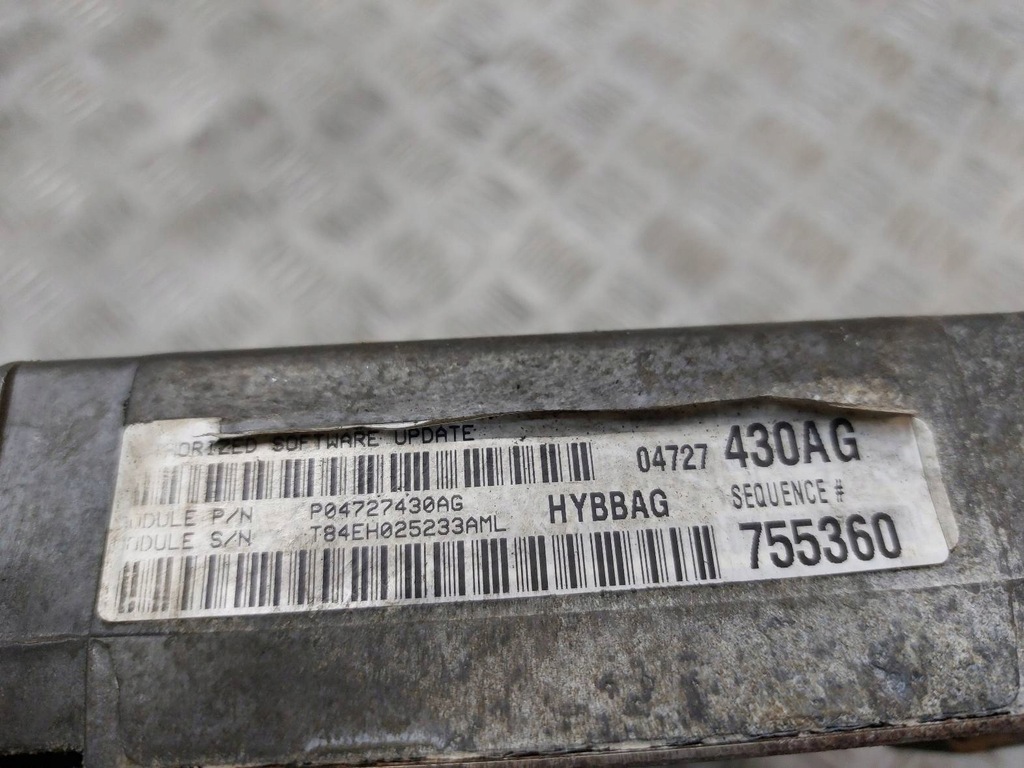 ORIZED SOFTWARE UPDATE
04727 430AG
ODULE P/N P04727430AG
ODULE S/N T84EH025233AML
HYBBAG
SEQUENCE #
755360